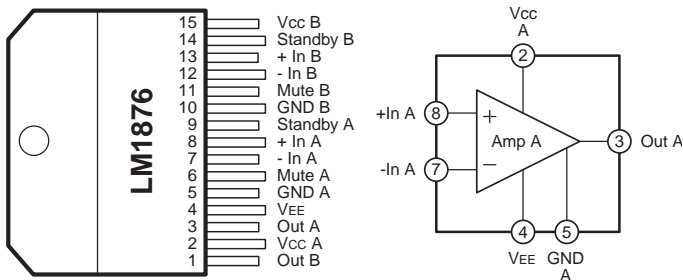 LM1876
15 Vcc B
14 Standby B
13 + In B
12 - In B
11 Mute B
10 GND B
9 Standby A
8 + In A
7 - In A
6 Mute A
5 GND A
4 VEE
3 Out A
2 VCC A
1 Out B
Vcc
A
2
+In A 8
+
Amp A
3 Out A
-In A 7
−
4 5
VEE GND
A